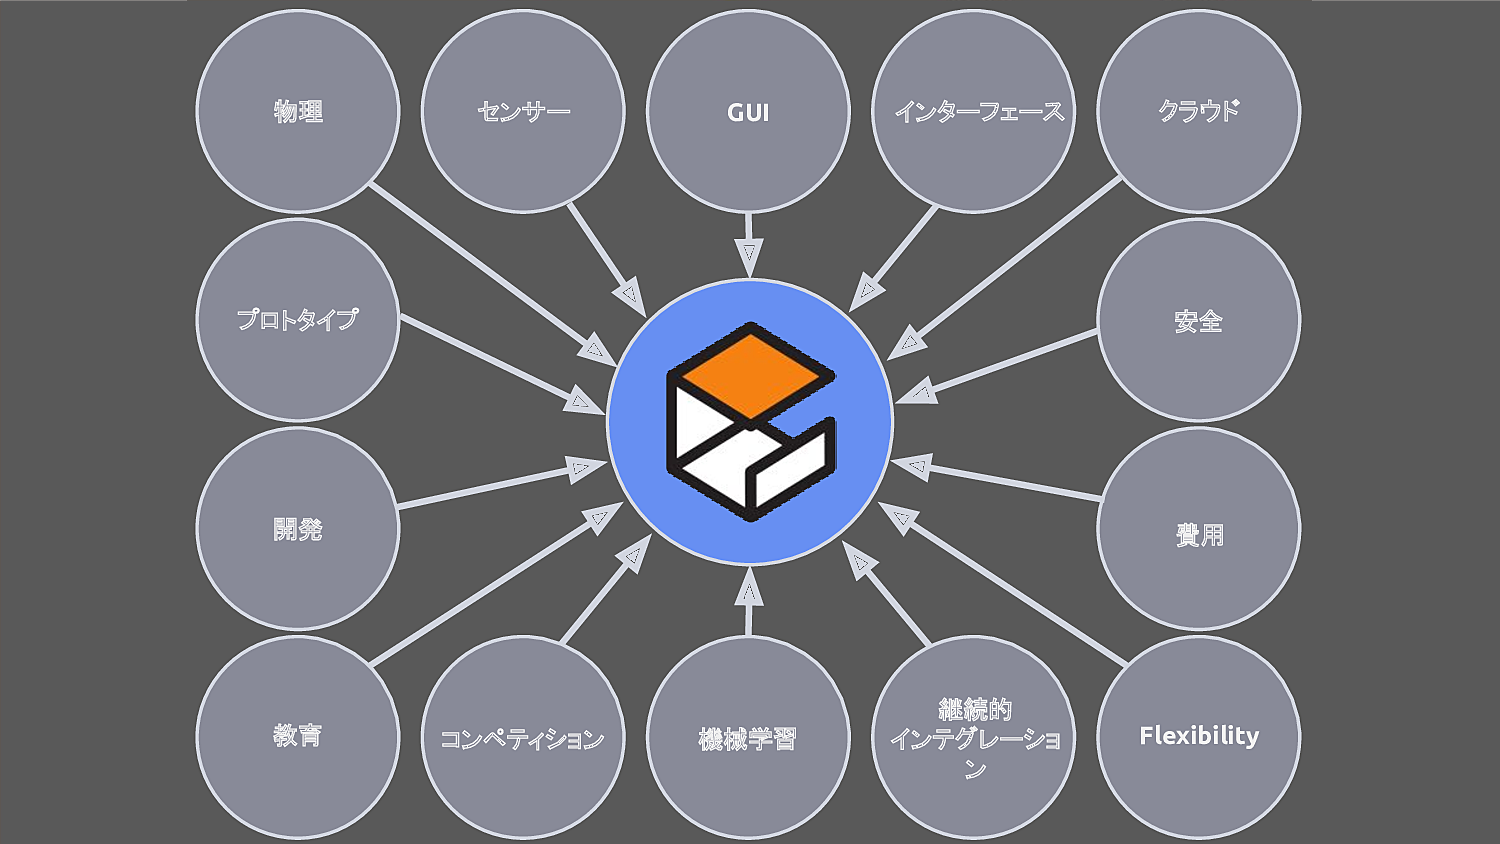 物理
センサー
GUI
インターフェース
クラウド
プロトタイプ
安全
開発
費用
教育
コンペティション
機械学習
継続的
インテグレーショ
ン
Flexibility